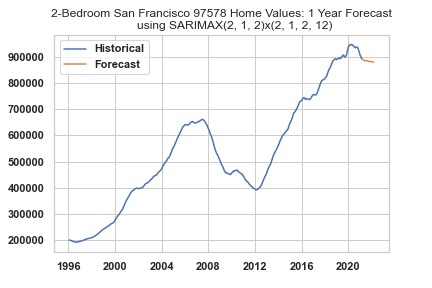 2-Bedroom San Francisco 97578 Home Values: 1 Year Forecast
using SARIMAX(2, 1, 2)x(2, 1, 2, 12)
Historical
Forecast
900000
800000
700000
600000
500000
400000
300000
200000
1996 2000 2004 2008 2012 2016 2020